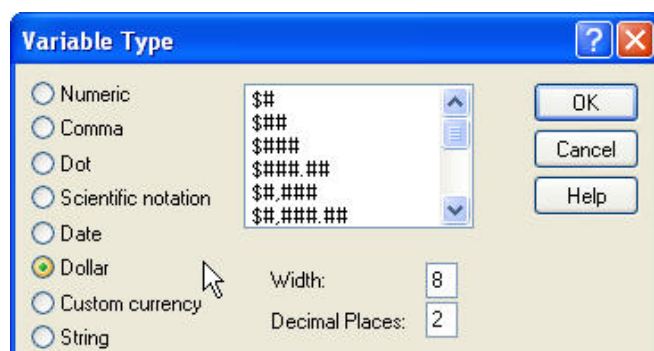 Variable Type
Numeric
Comma
Dot
Scientific notation
Date
Dollar
Custom currency
String
$#
$##
$###
$###.##
$#,###
$#,###.##
Width: 8
Decimal Places: 2
OK
Cancel
Help